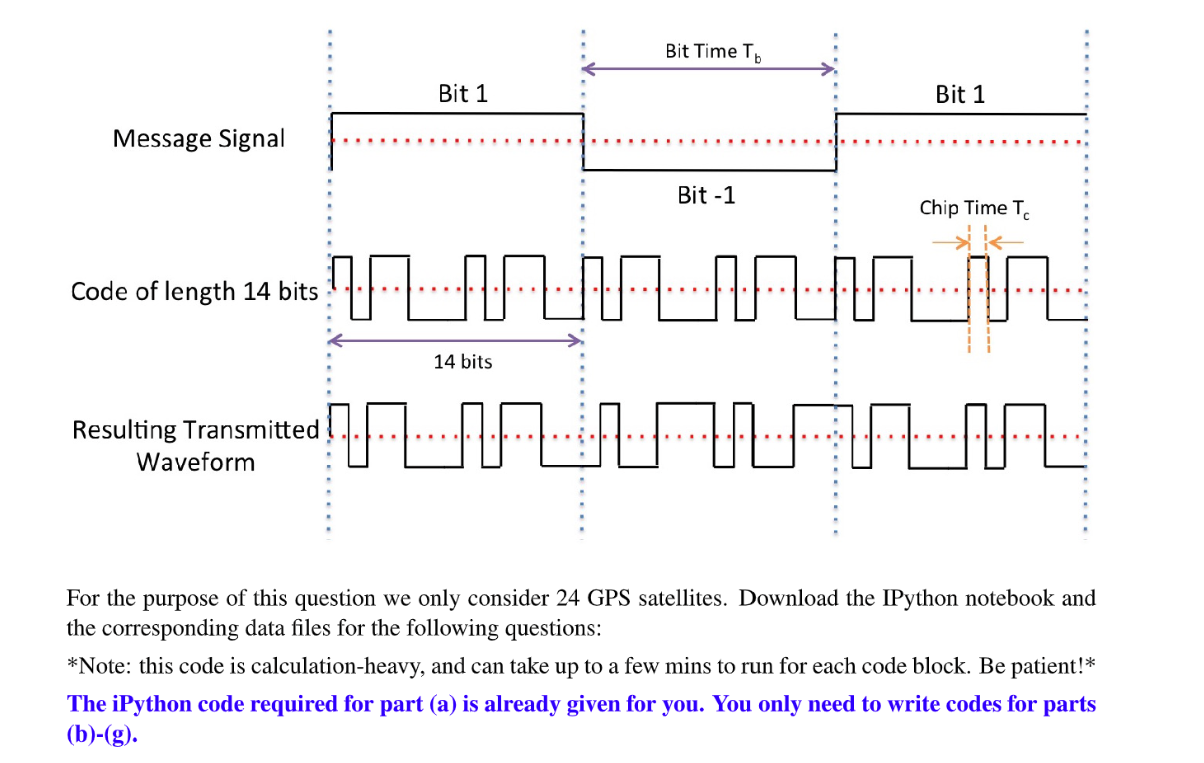 Bit Time Tb
Bit 1
Bit 1
Message Signal
Bit -1
Chip Time Tc
Code of length 14 bits
14 bits
Resulting Transmitted
Waveform
For the purpose of this question we only consider 24 GPS satellites. Download the IPython notebook and
the corresponding data files for the following questions:
*Note: this code is calculation-heavy, and can take up to a few mins to run for each code block. Be patient!*
The iPython code required for part (a) is already given for you. You only need to write codes for parts
(b)-(g).